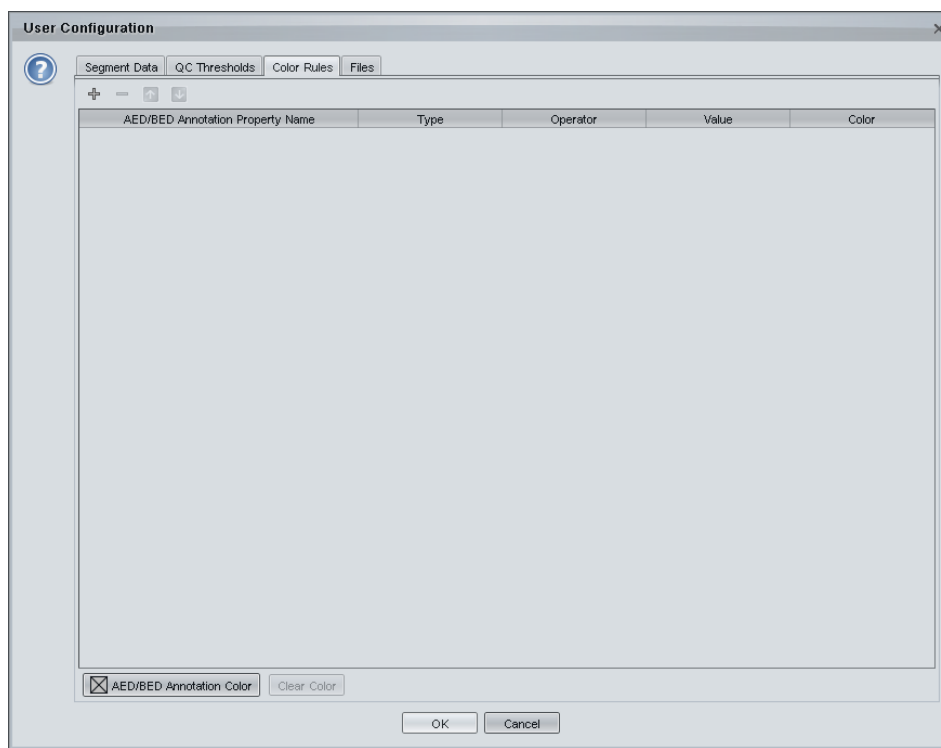 User Configuration
Segment Data QC Thresholds Color Rules Files
AED/BED Annotation Property Name Type Operator Value Color
AED/BED Annotation Color Clear Color
OK Cancel